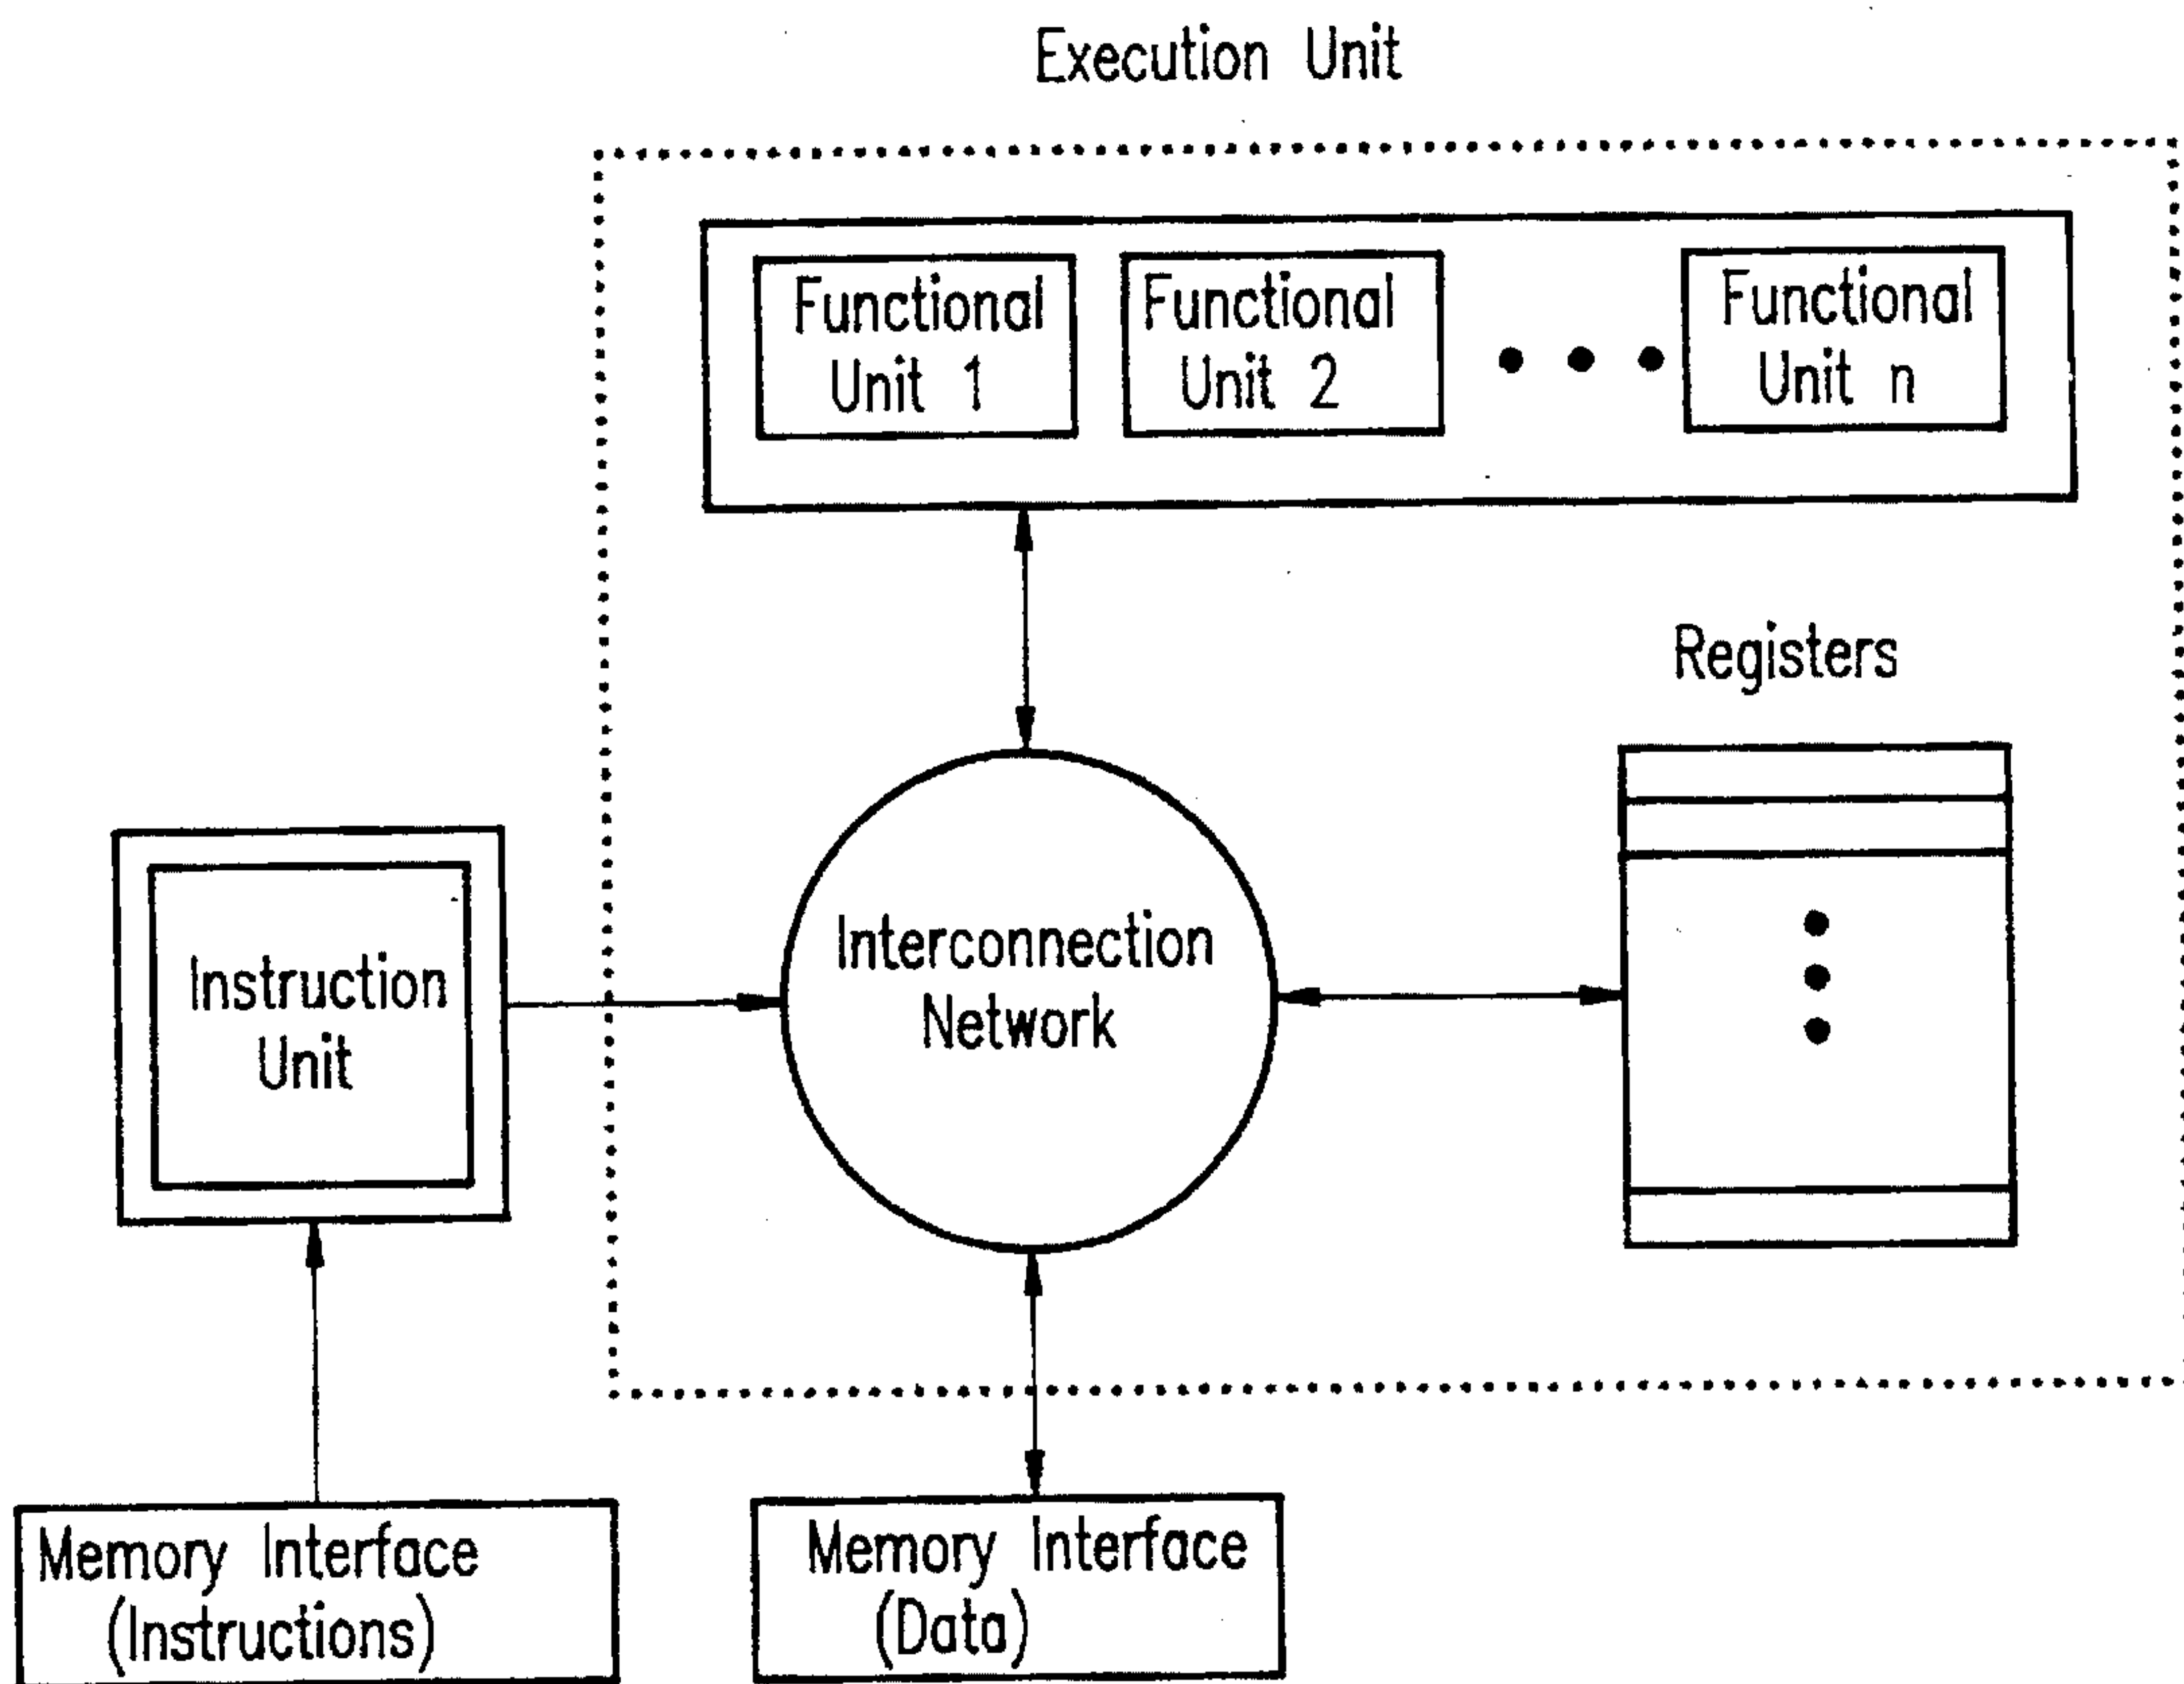 Execution Unit
Functional
Unit 1
Functional
Unit 2
Functional
Unit n
Registers
Instruction
Unit
Interconnection
Network
Memory Interface
(Instructions)
Memory Interface
(Data)